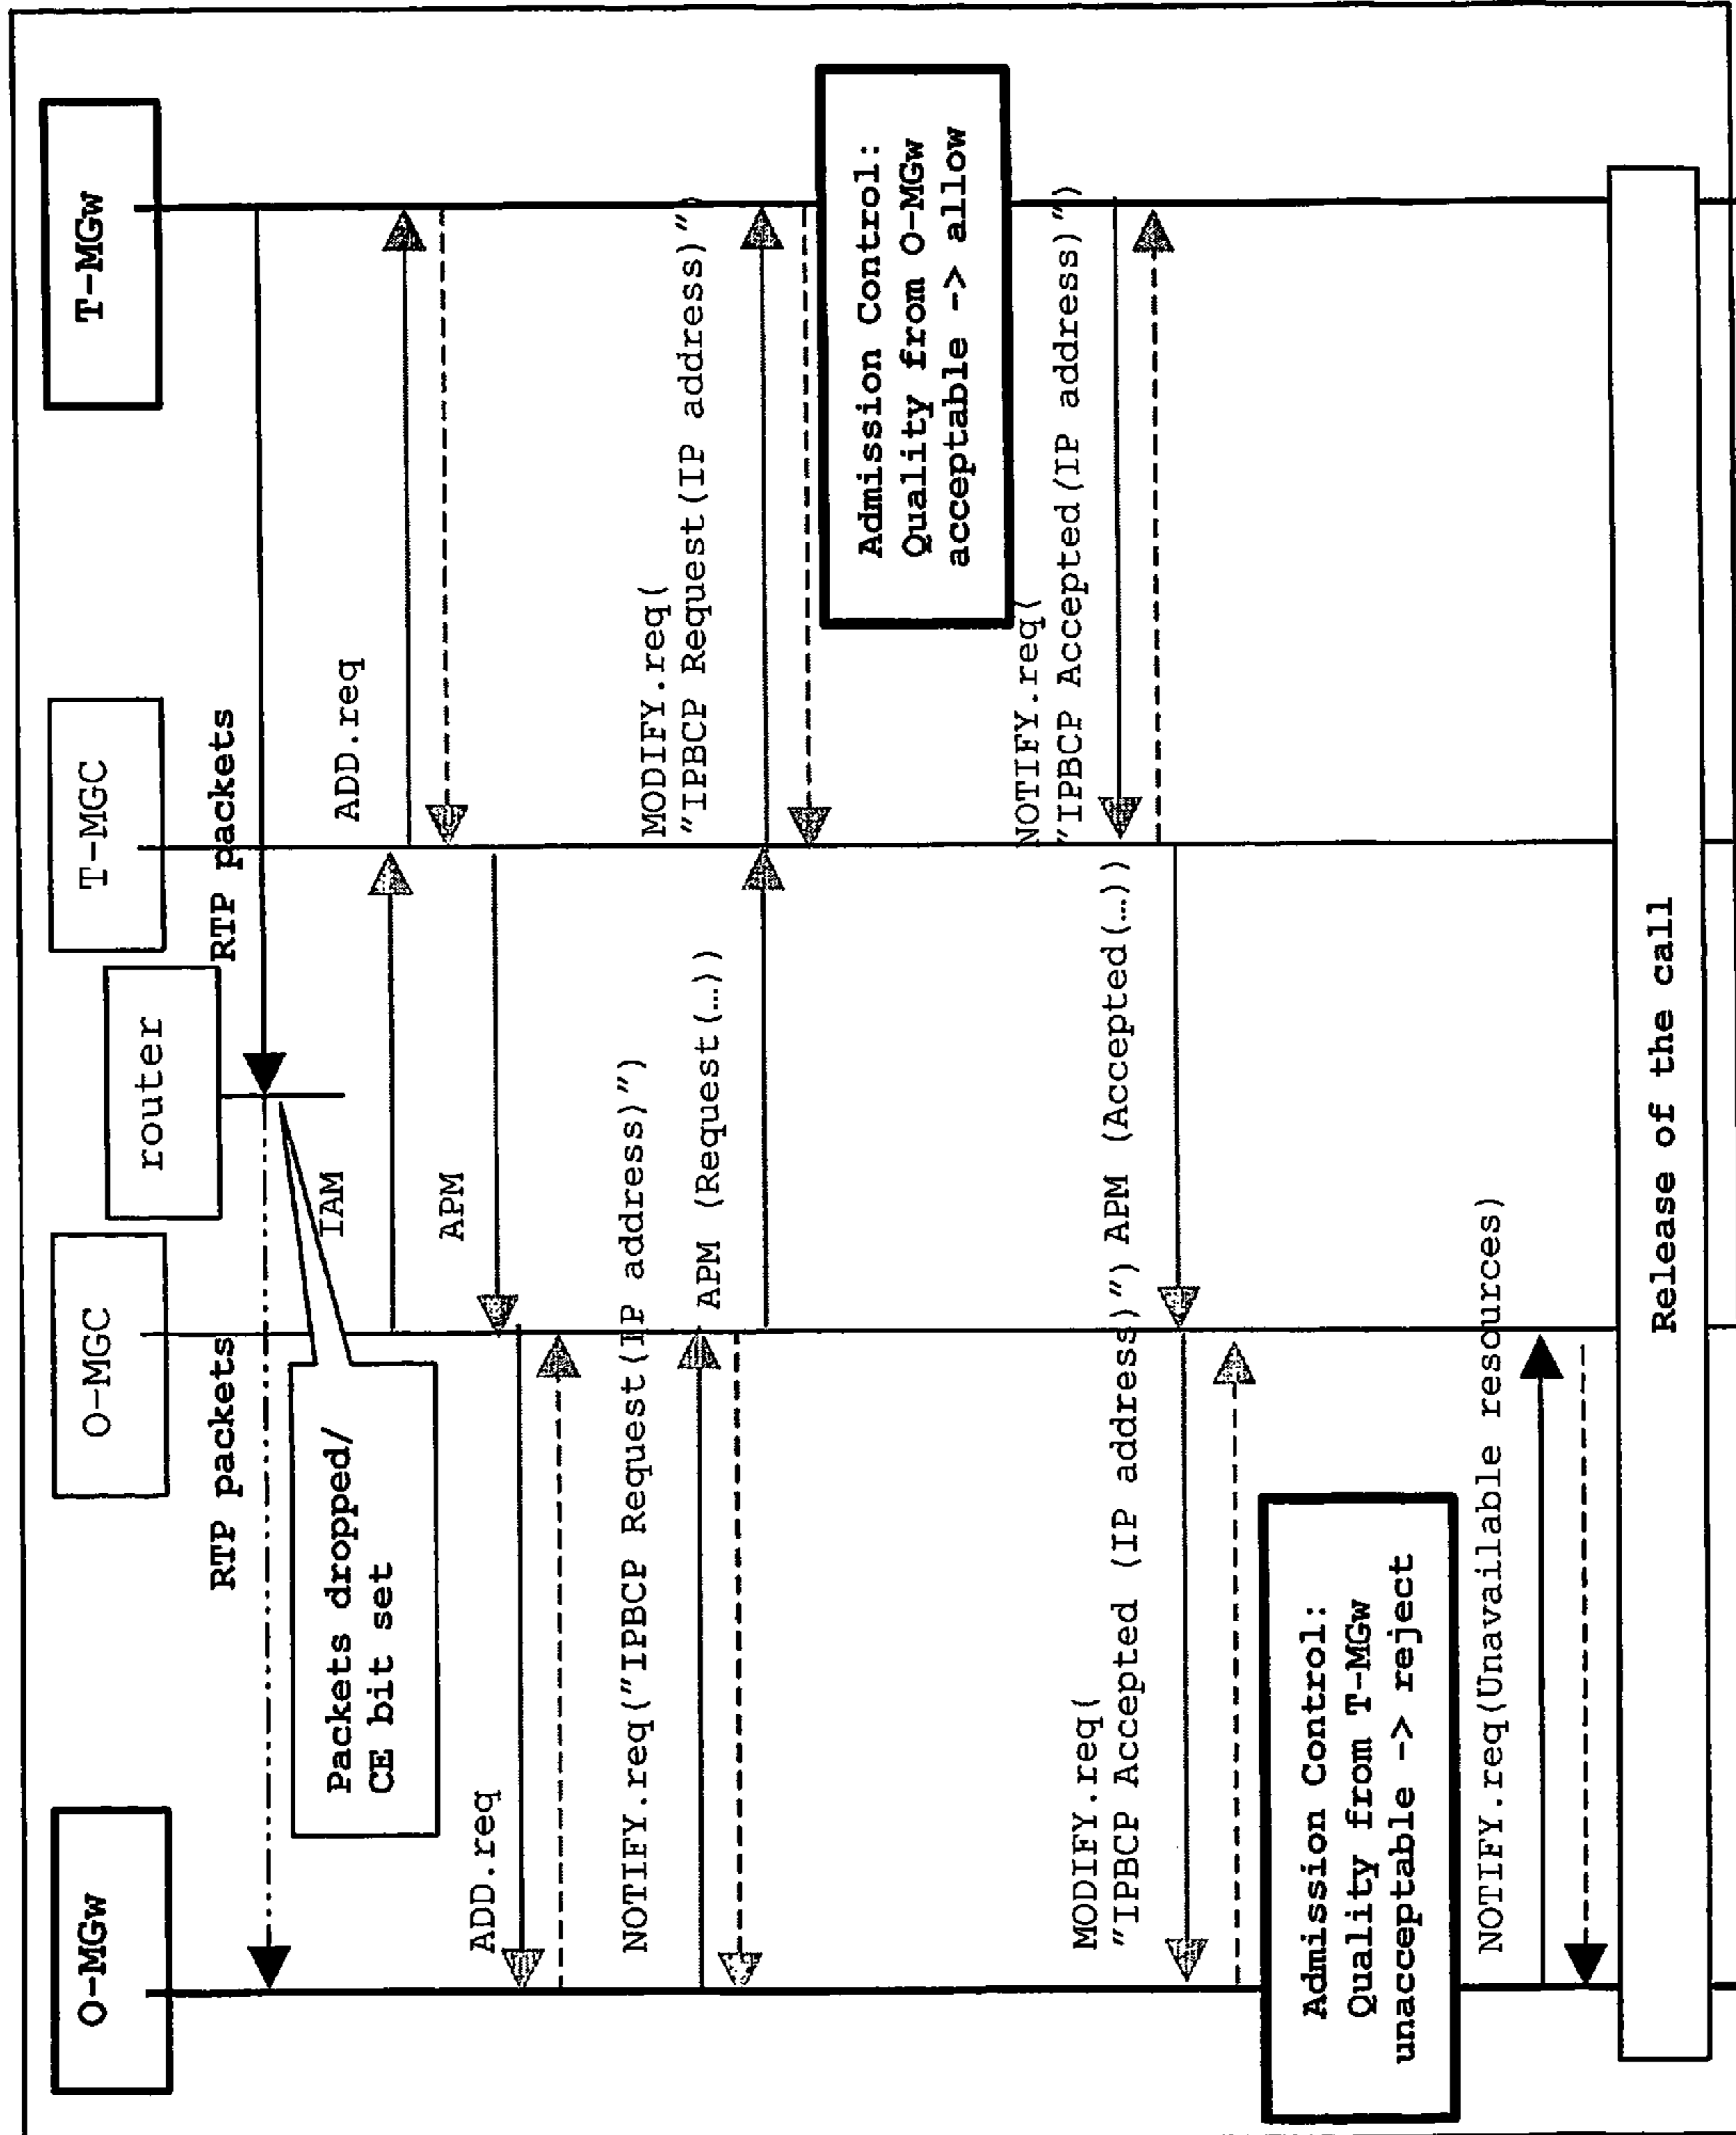 O-MGw
O-MGC
router
T-MGC
T-MGw
RTP packets
RTP packets
Packets dropped/
CE bit set
IAM
ADD.req
APM
ADD.req
NOTIFY.req("IPBCP Request(IP address)")
APM (Request(…))
MODIFY.req(
"IPBCP Request(IP address)")
Admission Control:
Quality from O-MGw
acceptable -> allow
NOTIFY.req(
"IPBCP Accepted(IP address)")
APM (Accepted(…))
MODIFY.req(
"IPBCP Accepted (IP address)")
Admission Control:
Quality from T-MGw
unacceptable -> reject
NOTIFY.req(Unavailable resources)
Release of the call